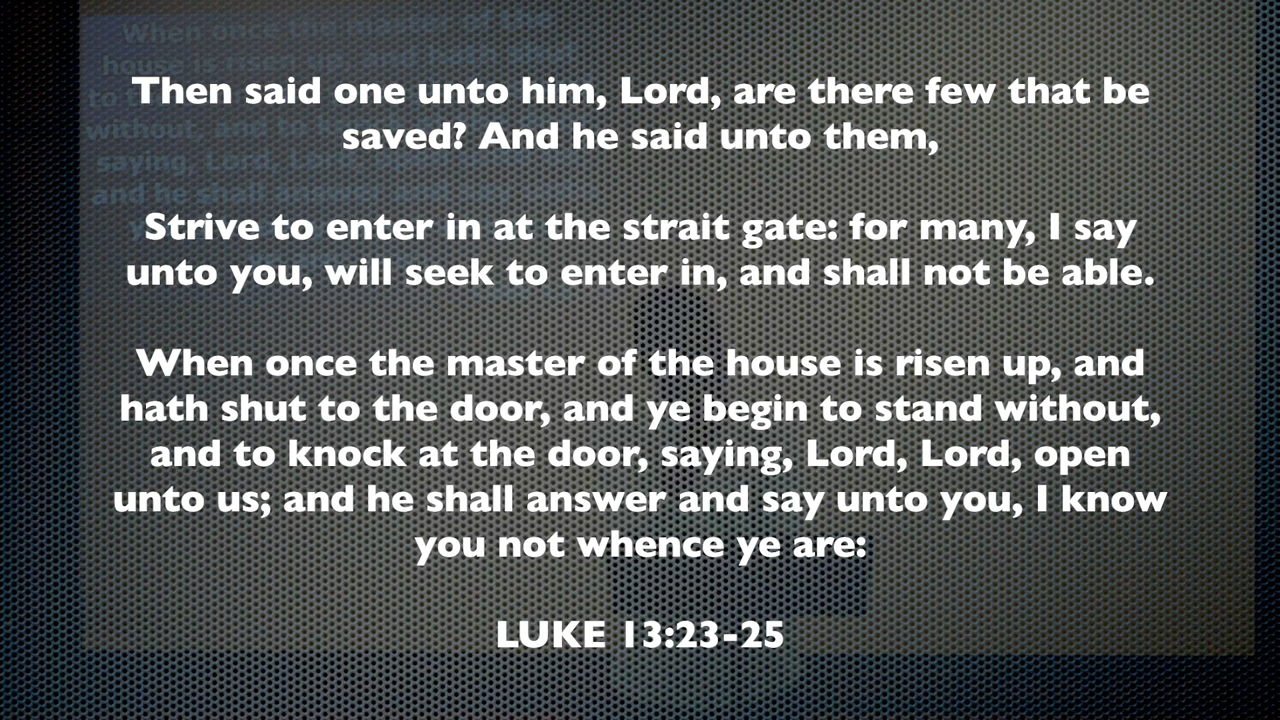 Then said one unto him, Lord, are there few that be
saved? And he said unto them,
Strive to enter in at the strait gate: for many, I say
unto you, will seek to enter in, and shall not be able.
When once the master of the house is risen up, and
hath shut to the door, and ye begin to stand without,
and to knock at the door, saying, Lord, Lord, open
unto us; and he shall answer and say unto you, I know
you not whence ye are:
LUKE 13:23-25